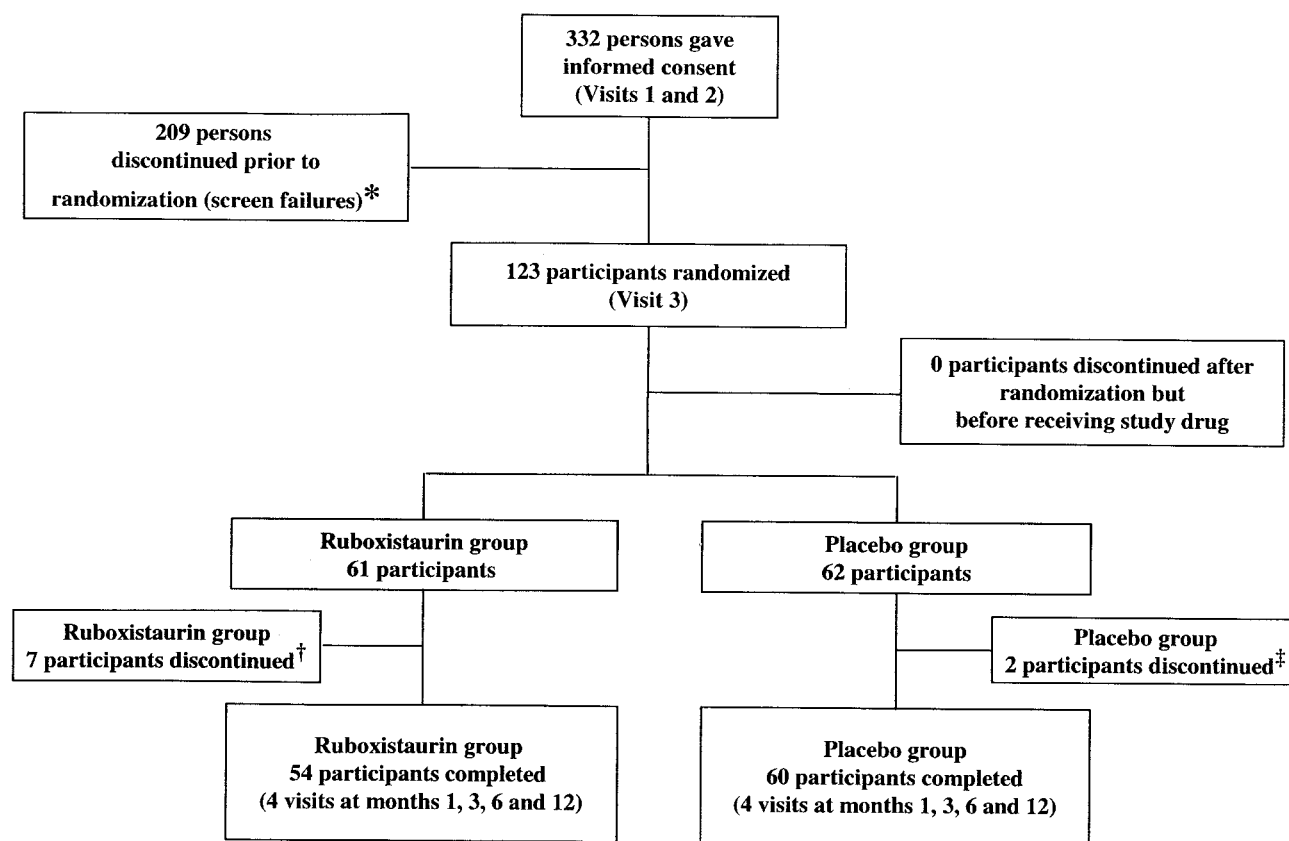 332 persons gave
informed consent
(Visits 1 and 2)
209 persons
discontinued prior to
randomization (screen failures)*
123 participants randomized
(Visit 3)
0 participants discontinued after
randomization but
before receiving study drug
Ruboxistaurin group
61 participants
Placebo group
62 participants
Ruboxistaurin group
7 participants discontinued†
Placebo group
2 participants discontinued‡
Ruboxistaurin group
54 participants completed
(4 visits at months 1, 3, 6 and 12)
Placebo group
60 participants completed
(4 visits at months 1, 3, 6 and 12)